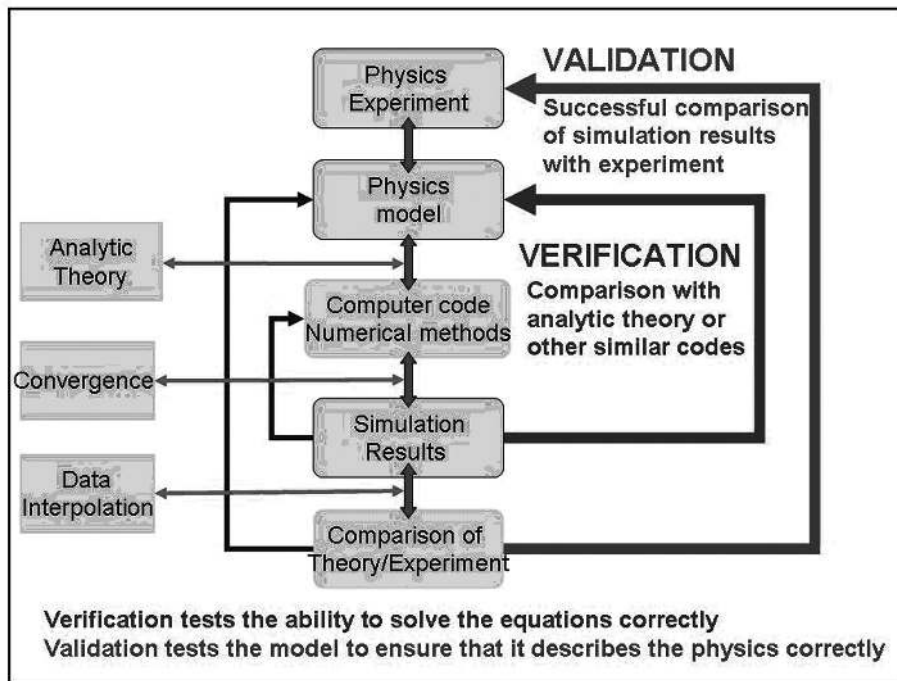 Physics
Experiment
VALIDATION
Successful comparison
of simulation results
with experiment
Physics
model
Analytic
Theory
VERIFICATION
Comparison with
analytic theory or
other similar codes
Computer code
Numerical methods
Convergence
Simulation
Results
Data
Interpolation
Comparison of
Theory/Experiment
Verification tests the ability to solve the equations correctly
Validation tests the model to ensure that it describes the physics correctly